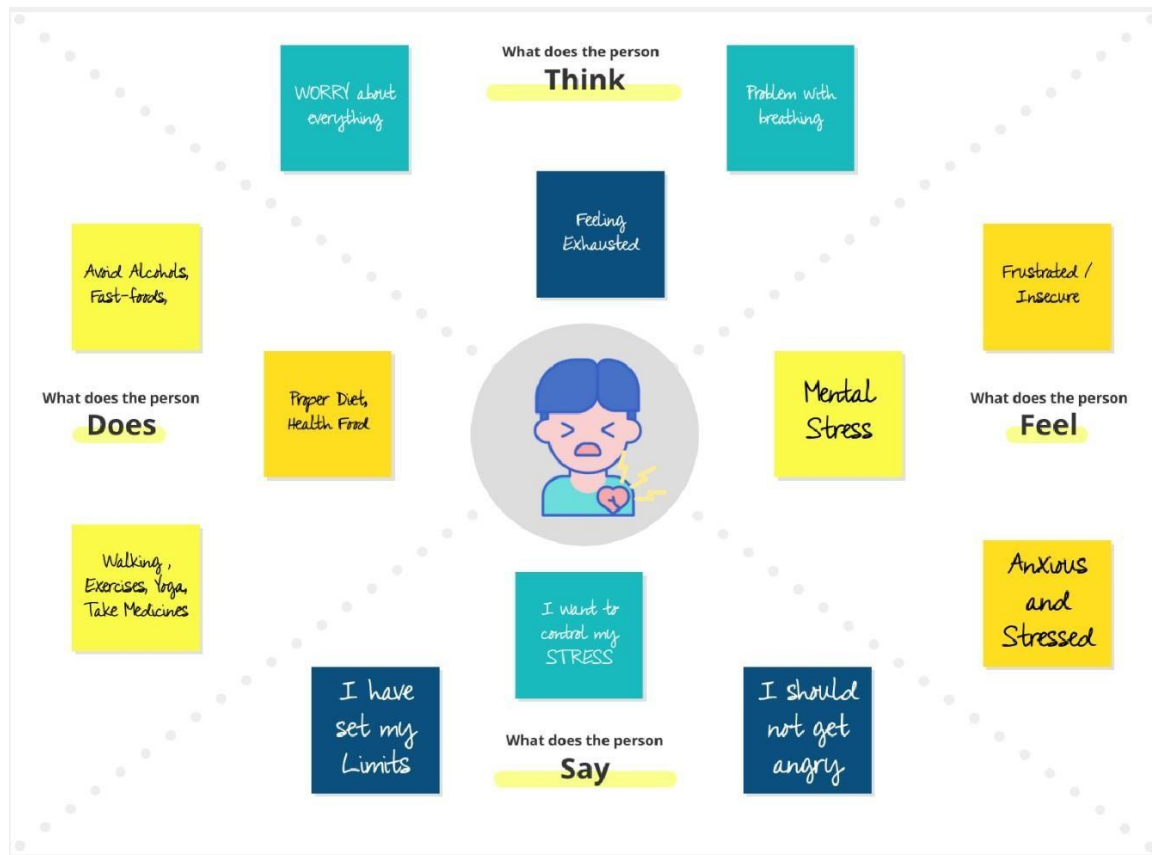 What does the person
Think
WORRY about
everything
Problem with
breathing
Feeling
Exhausted
Avoid Alcohols,
Fast-foods,
What does the person
Does
Proper Diet,
Health Food
Walking,
Exercises, Yoga,
Take Medicines
Frustrated /
Insecure
Mental
Stress
What does the person
Feel
Anxious
and
Stressed
I want to
control my
STRESS
I have
set my
Limits
What does the person
Say
I should
not get
angry